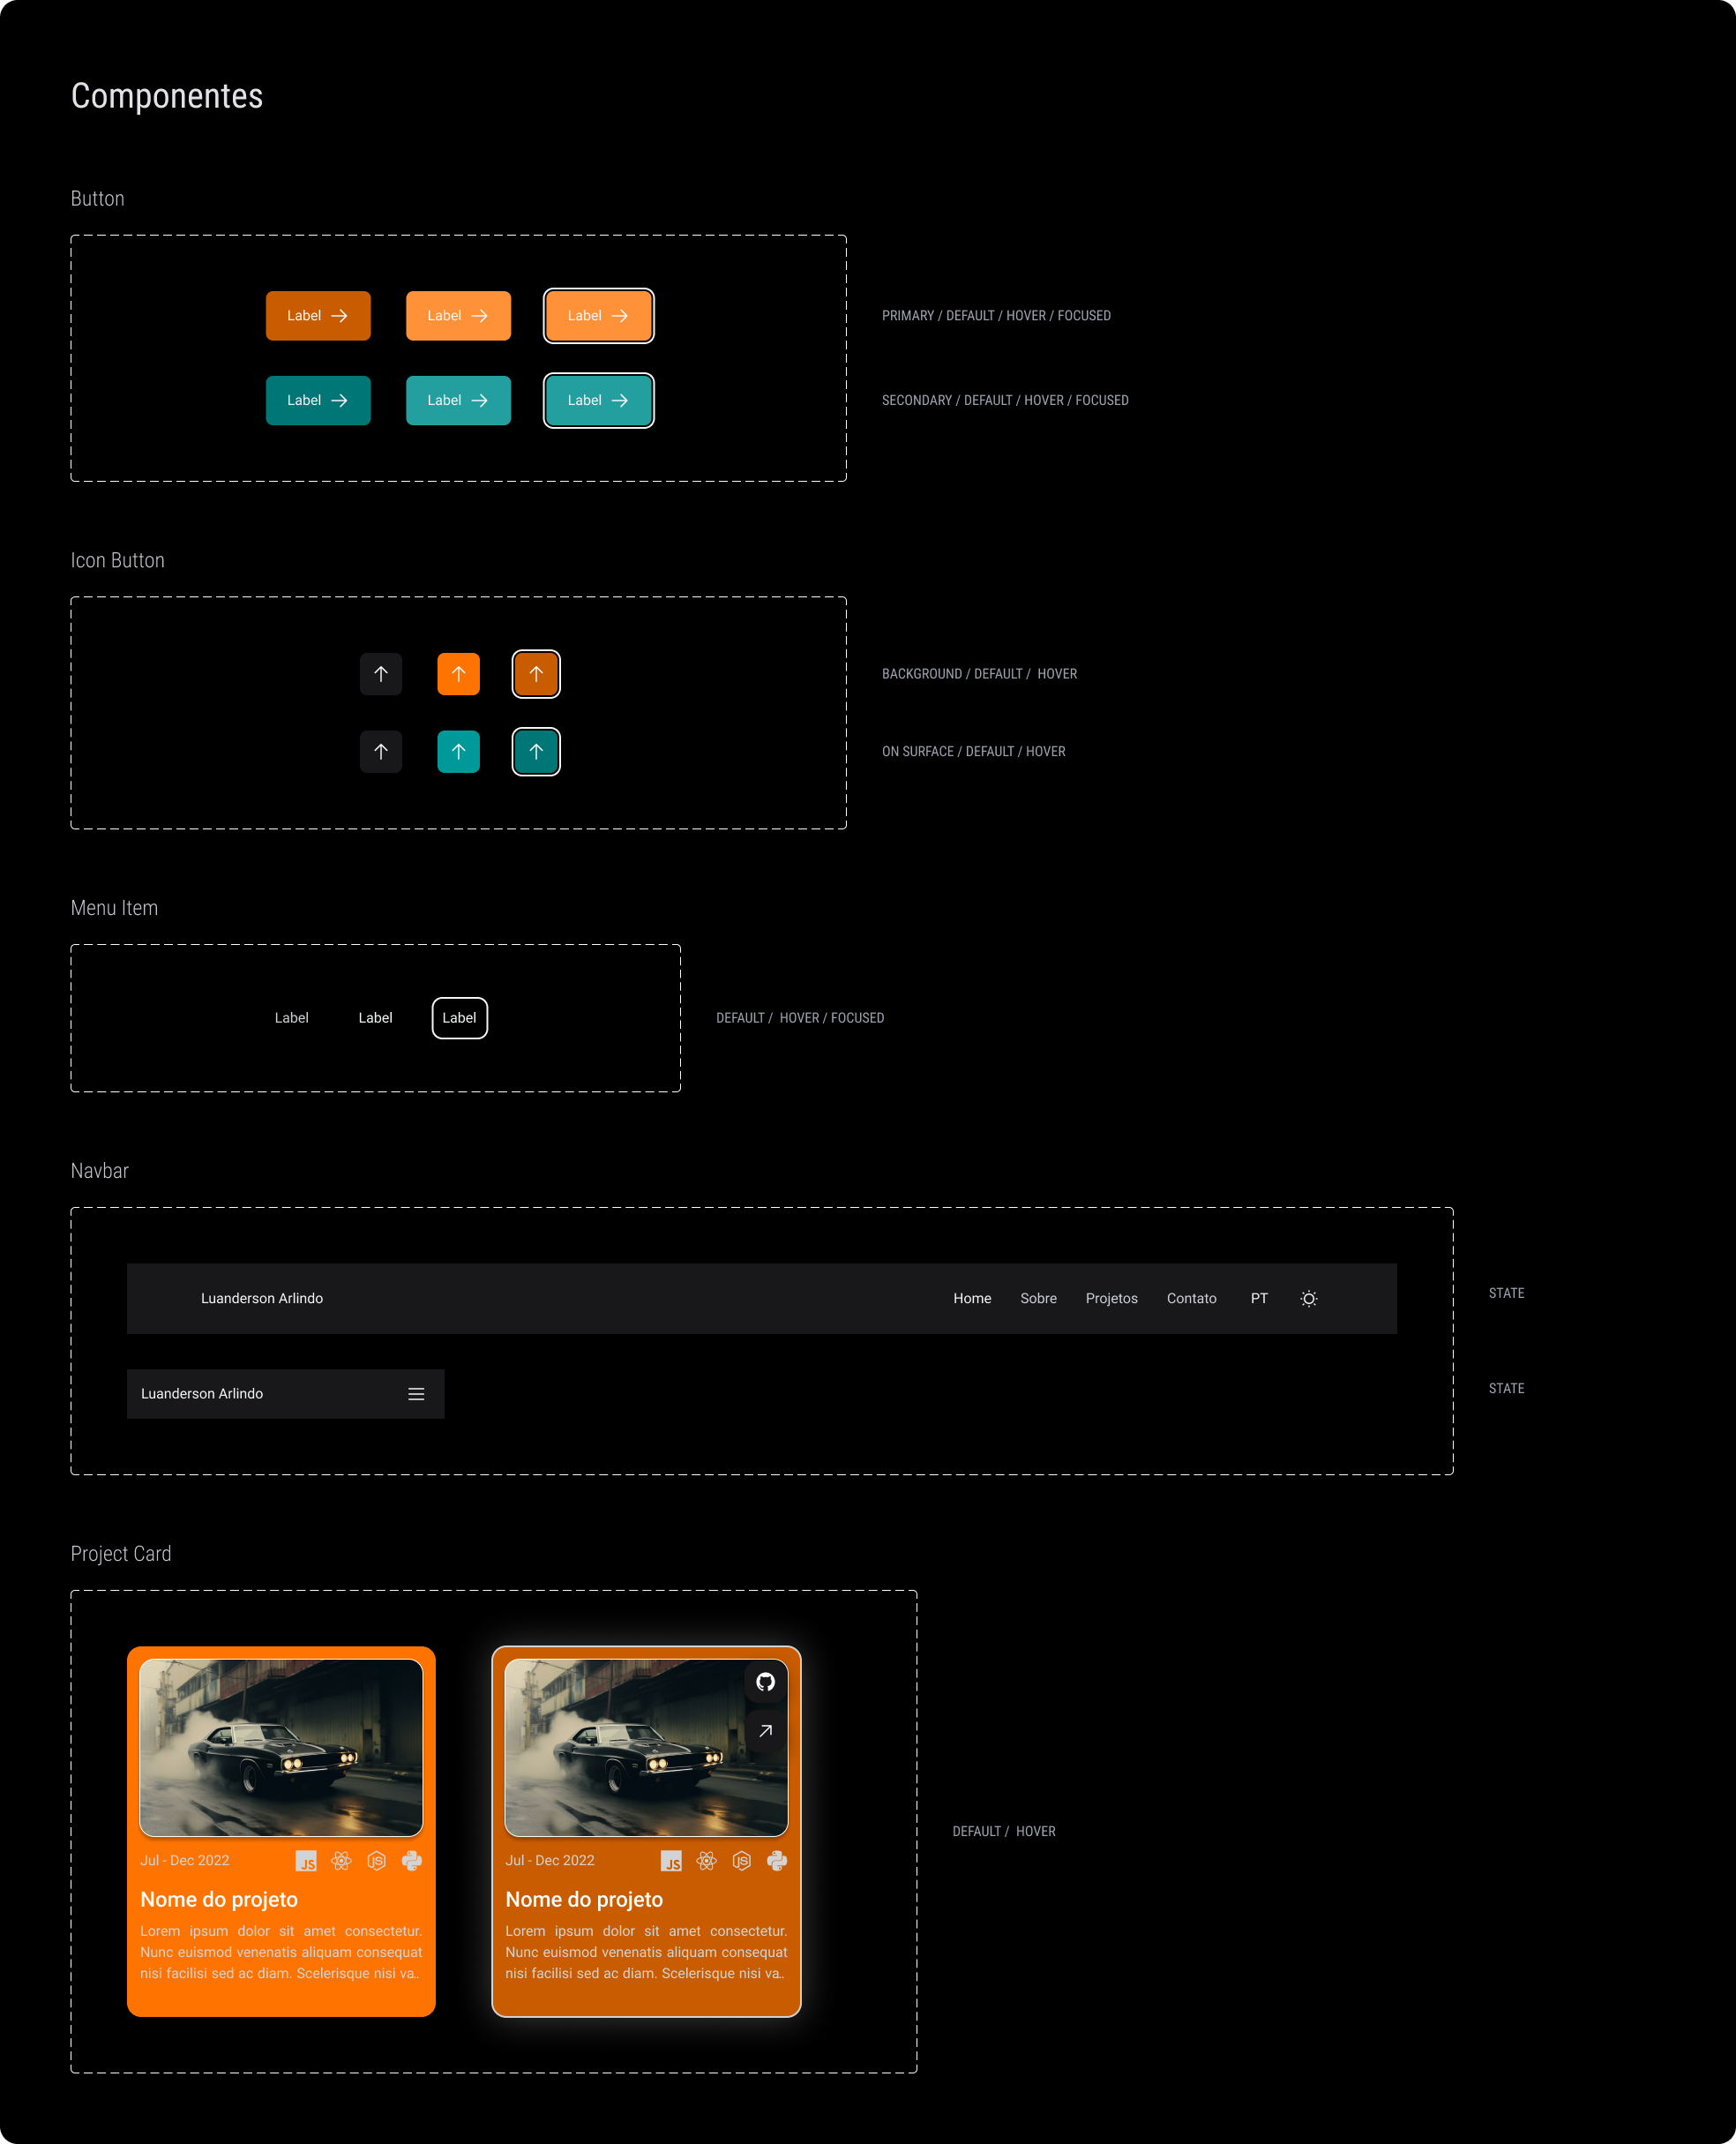 Componentes
Button
Label
Label
Label
PRIMARY / DEFAULT / HOVER / FOCUSED
Label
Label
Label
SECONDARY / DEFAULT / HOVER / FOCUSED
Icon Button
BACKGROUND / DEFAULT / HOVER
ON SURFACE / DEFAULT / HOVER
Menu Item
Label
Label
Label
DEFAULT / HOVER / FOCUSED
Navbar
Luanderson Arlindo
Home
Sobre
Projetos
Contato
PT
STATE
Luanderson Arlindo
STATE
Project Card
Jul - Dec 2022
JS
JS
Nome do projeto
Lorem ipsum dolor sit amet consectetur.
Nunc euismod venenatis aliquam consequat
nisi facilisi sed ac diam. Scelerisque nisi va..
Jul - Dec 2022
JS
JS
Nome do projeto
Lorem ipsum dolor sit amet consectetur.
Nunc euismod venenatis aliquam consequat
nisi facilisi sed ac diam. Scelerisque nisi va..
DEFAULT / HOVER